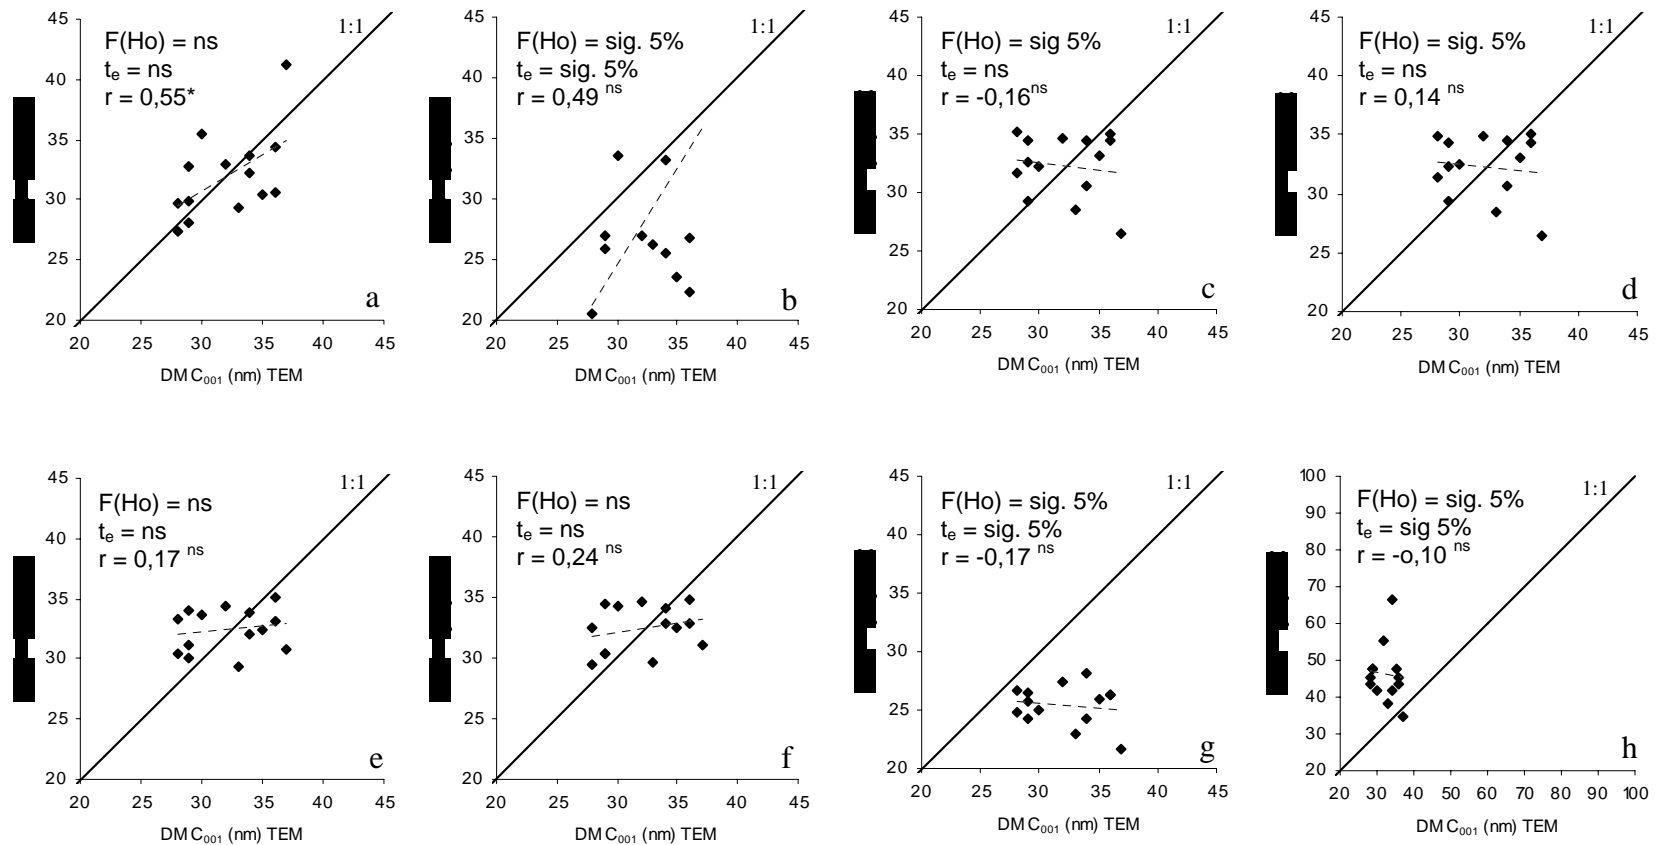 45
40
35
30
25
20
F(Ho) = ns
tₑ = ns
r = 0,55*
1:1
a
20 25 30 35 40 45
DM C₀₀₁ (nm) TEM
45
40
35
30
25
20
F(Ho) = sig. 5%
tₑ = sig. 5%
r = 0,49 ns
1:1
b
20 25 30 35 40 45
DM C₀₀₁ (nm) TEM
45
40
35
30
25
20
F(Ho) = sig 5%
tₑ = ns
r = -0,16ns
1:1
c
20 25 30 35 40 45
DM C₀₀₁ (nm) TEM
45
40
35
30
25
20
F(Ho) = sig. 5%
tₑ = ns
r = 0,14 ns
1:1
d
20 25 30 35 40 45
DM C₀₀₁ (nm) TEM
45
40
35
30
25
20
F(Ho) = ns
tₑ = ns
r = 0,17 ns
1:1
e
20 25 30 35 40 45
DM C₀₀₁ (nm) TEM
45
40
35
30
25
20
F(Ho) = ns
tₑ = ns
r = 0,24 ns
1:1
f
20 25 30 35 40 45
DM C₀₀₁ (nm) TEM
45
40
35
30
25
20
F(Ho) = sig. 5%
tₑ = sig. 5%
r = -0,17 ns
1:1
g
20 25 30 35 40 45
DM C₀₀₁ (nm) TEM
100
90
80
70
60
50
40
30
20
F(Ho) = sig. 5%
tₑ = sig 5%
r = -o,10 ns
1:1
h
20 30 40 50 60 70 80 90 100
DM C₀₀₁ (nm) TEM